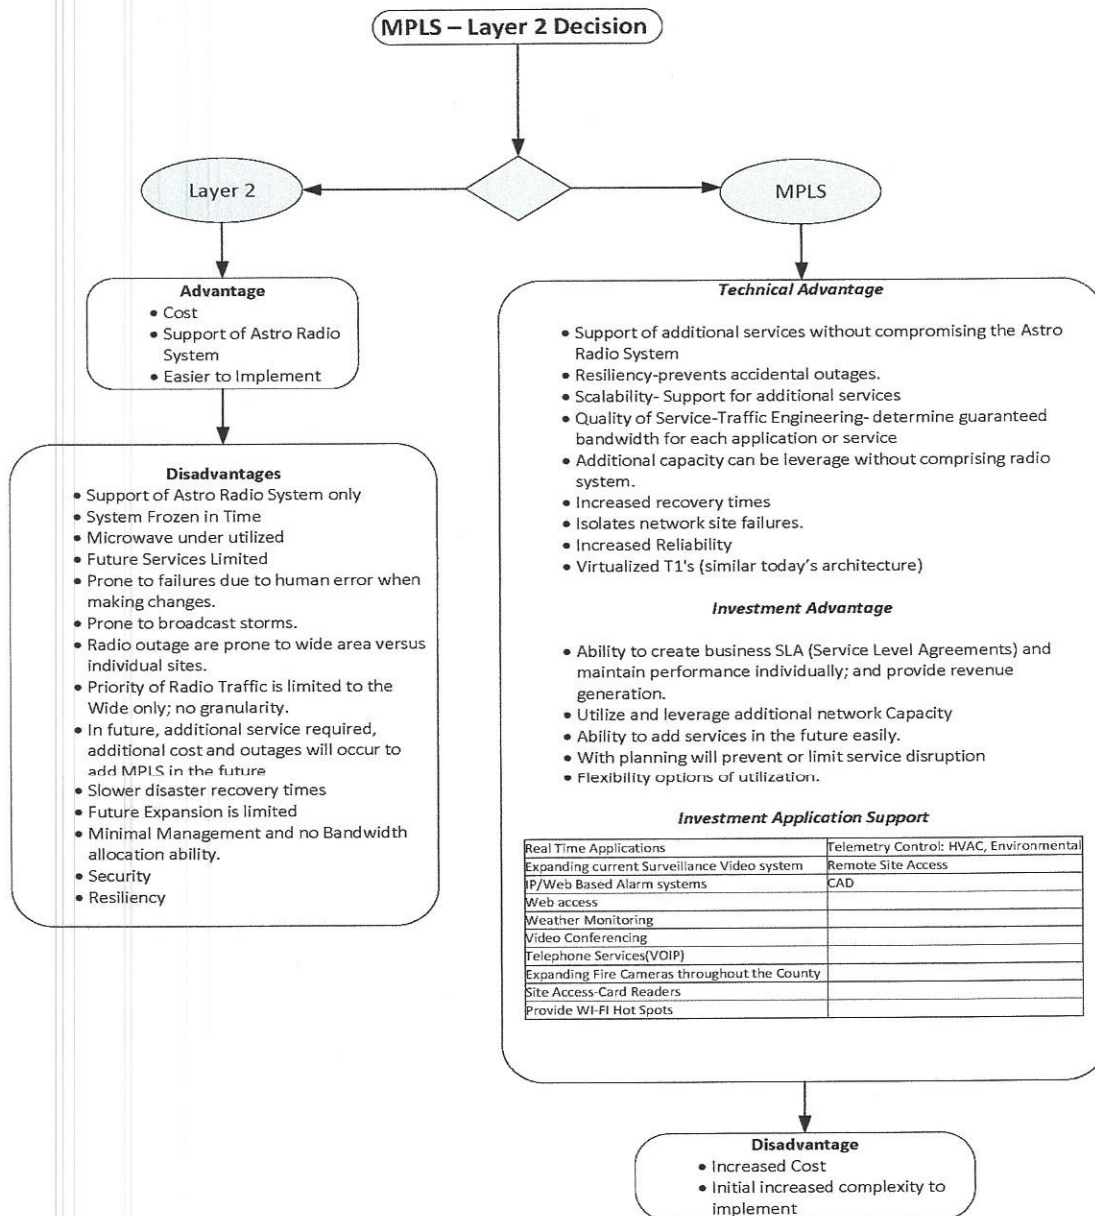 MPLS – Layer 2 Decision
Layer 2
MPLS
Advantage
• Cost
• Support of Astro Radio
System
• Easier to Implement
Disadvantages
• Support of Astro Radio System only
• System Frozen in Time
• Microwave under utilized
• Future Services Limited
• Prone to failures due to human error when
making changes.
• Prone to broadcast storms.
• Radio outage are prone to wide area versus
individual sites.
• Priority of Radio Traffic is limited to the
Wide only; no granularity.
• In future, additional service required,
additional cost and outages will occur to
add MPLS in the future
• Slower disaster recovery times
• Future Expansion is limited
• Minimal Management and no Bandwidth
allocation ability.
• Security
• Resiliency
Technical Advantage
• Support of additional services without compromising the Astro
Radio System
• Resiliency-prevents accidental outages.
• Scalability- Support for additional services
• Quality of Service-Traffic Engineering- determine guaranteed
bandwidth for each application or service
• Additional capacity can be leverage without comprising radio
system.
• Increased recovery times
• Isolates network site failures.
• Increased Reliability
• Virtualized T1's (similar today's architecture)
Investment Advantage
• Ability to create business SLA (Service Level Agreements) and
maintain performance individually; and provide revenue
generation.
• Utilize and leverage additional network Capacity
• Ability to add services in the future easily.
• With planning will prevent or limit service disruption
• Flexibility options of utilization.
Investment Application Support
Real Time Applications Telemetry Control: HVAC, Environmental
Expanding current Surveillance Video system Remote Site Access
IP/Web Based Alarm systems CAD
Web access
Weather Monitoring
Video Conferencing
Telephone Services(VOIP)
Expanding Fire Cameras throughout the County
Site Access-Card Readers
Provide WI-FI Hot Spots
Disadvantage
• Increased Cost
• Initial increased complexity to
implement